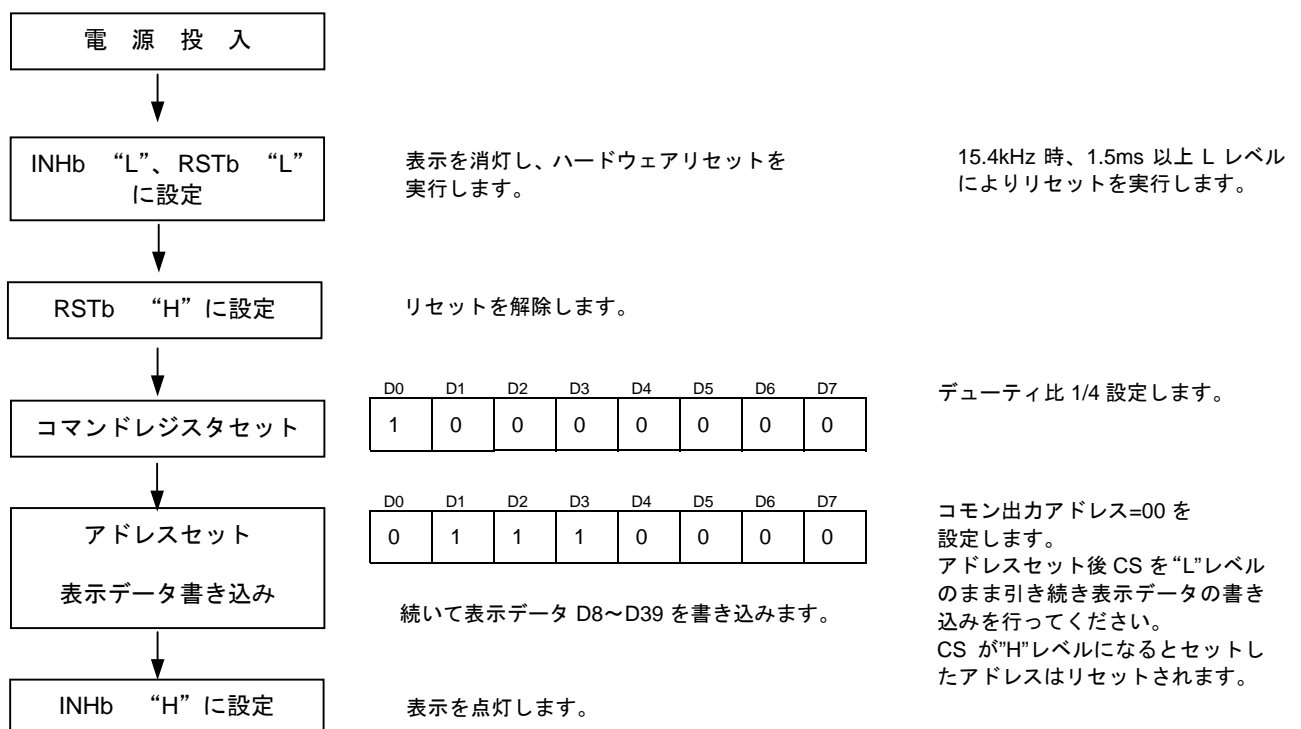 電 源 投 入
INHb “L”、RSTb “L”
に設定
表示を消灯し、ハードウェアリセットを
実行します。
15.4kHz 時、1.5ms 以上 L レベル
によりリセットを実行します。
RSTb “H”に設定
リセットを解除します。
コマンドレジスタセット
D0 D1 D2 D3 D4 D5 D6 D7
1 0 0 0 0 0 0 0
デューティ比 1/4 設定します。
アドレスセット
表示データ書き込み
D0 D1 D2 D3 D4 D5 D6 D7
0 1 1 1 0 0 0 0
続いて表示データ D8～D39 を書き込みます。
コモン出力アドレス=00 を
設定します。
アドレスセット後 CS を“L”レベル
のまま引き続き表示データの書き
込みを行ってください。
CS が”H”レベルになるとセットし
たアドレスはリセットされます。
INHb “H”に設定
表示を点灯します。